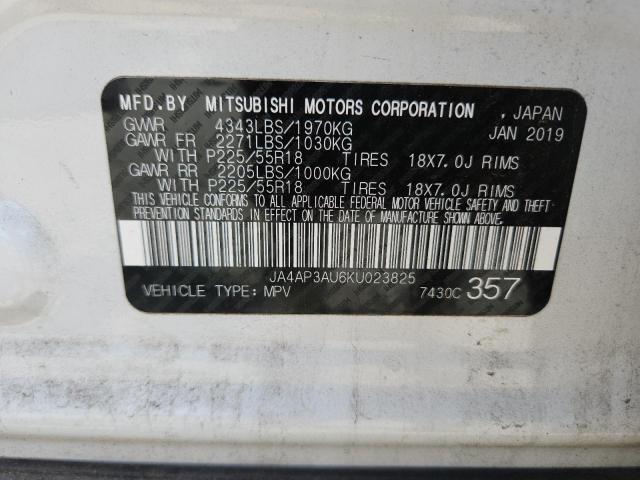 MFD.BY MITSUBISHI MOTORS CORPORATION , JAPAN
GVWR 4343LBS/1970KG JAN 2019
GAWR FR 2271LBS/1030KG
WITH P225/55R18 TIRES 18X7.0J RIMS
GAWR RR 2205LBS/1000KG
WITH P225/55R18 TIRES 18X7.0J RIMS
THIS VEHICLE CONFORMS TO ALL APPLICABLE FEDERAL MOTOR VEHICLE SAFETY AND THEFT
PREVENTION STANDARDS IN EFFECT ON THE DATE OF MANUFACTURE SHOWN ABOVE.
JA4AP3AU6KU023825
VEHICLE TYPE: MPV 7430C 357